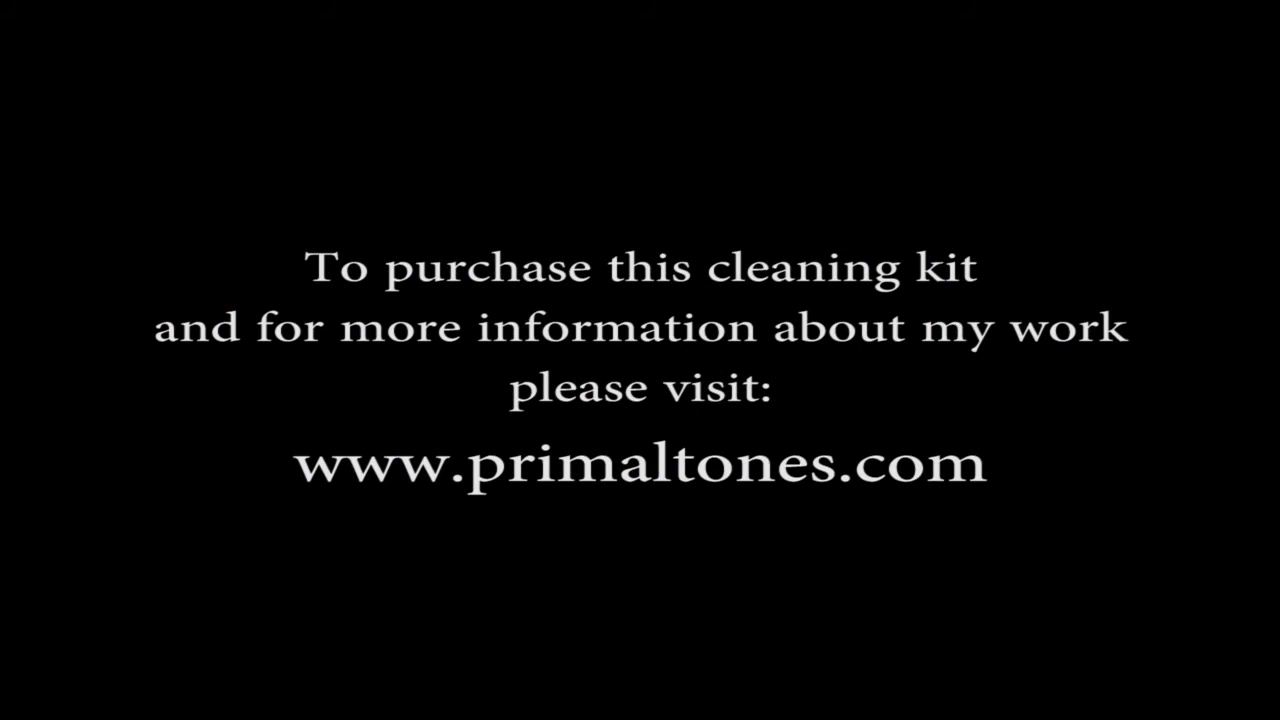 To purchase this cleaning kit
and for more information about my work
please visit:
www.primaltones.com